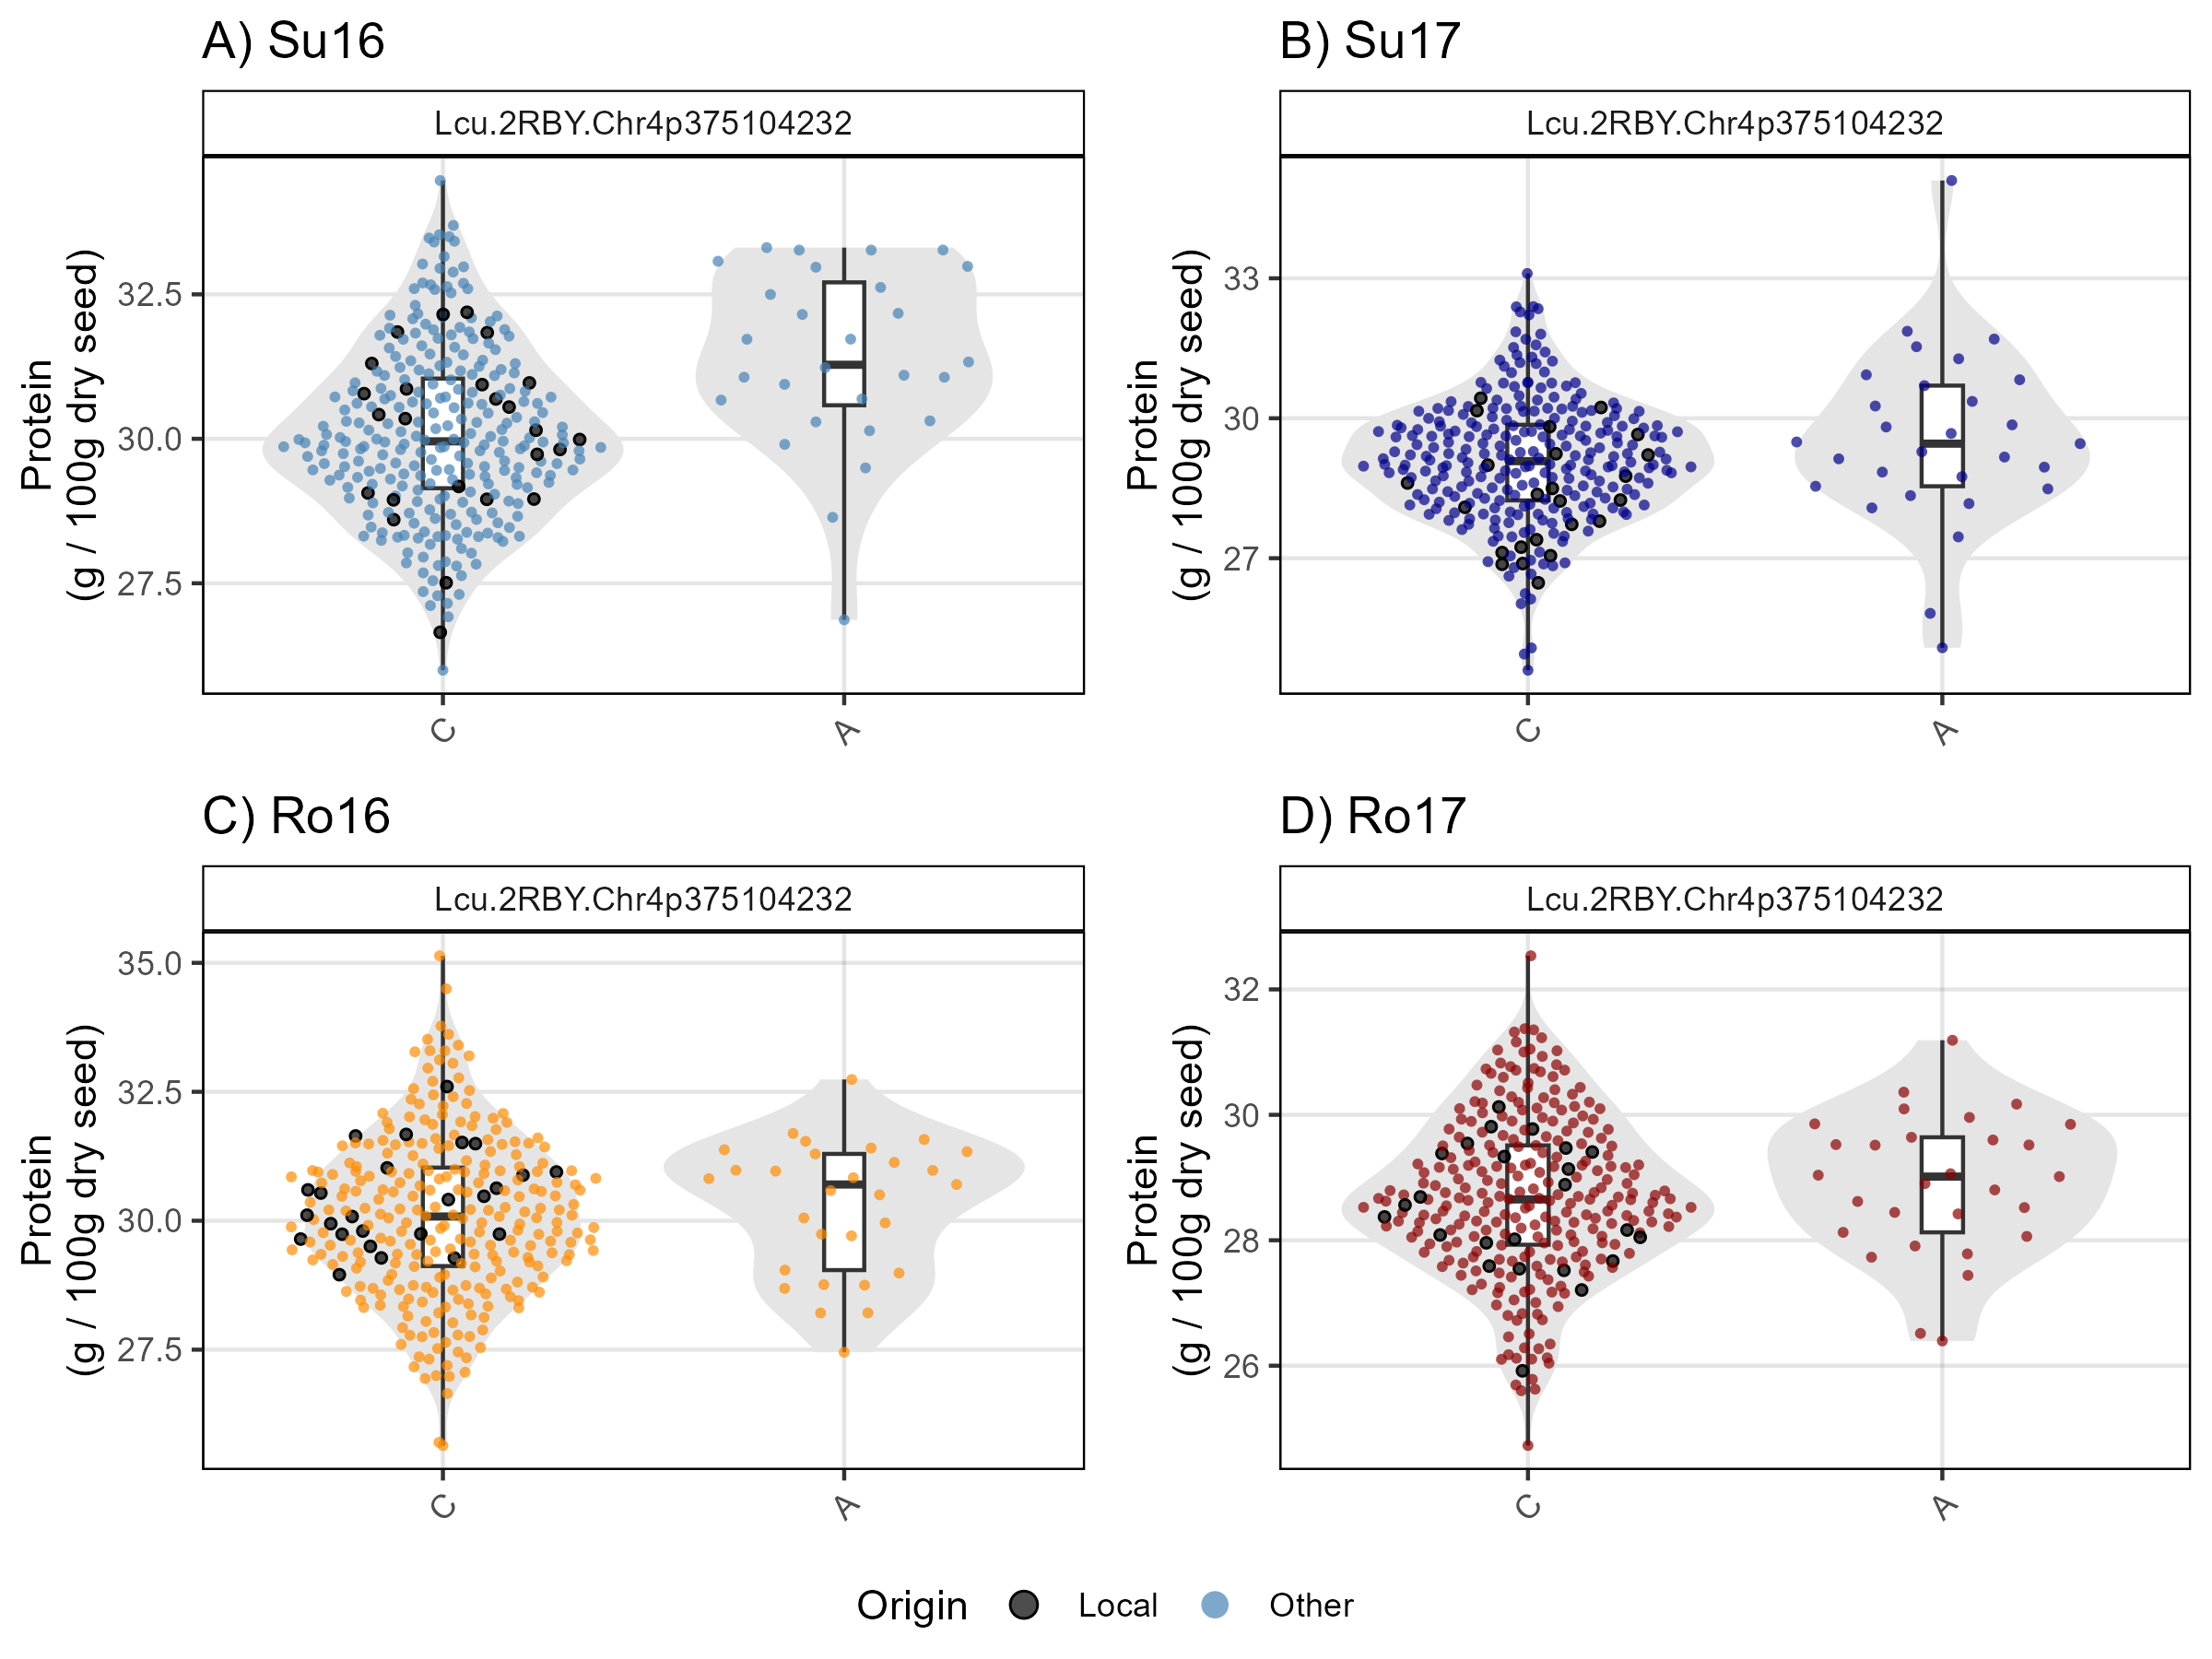 A) Su16
Lcu.2RBY.Chr4p375104232
Protein
(g / 100g dry seed)
32.5
30.0
27.5
C
A
B) Su17
Lcu.2RBY.Chr4p375104232
Protein
(g / 100g dry seed)
33
30
27
C
A
C) Ro16
Lcu.2RBY.Chr4p375104232
Protein
(g / 100g dry seed)
35.0
32.5
30.0
27.5
C
A
D) Ro17
Lcu.2RBY.Chr4p375104232
Protein
(g / 100g dry seed)
32
30
28
26
C
A
Origin Local Other